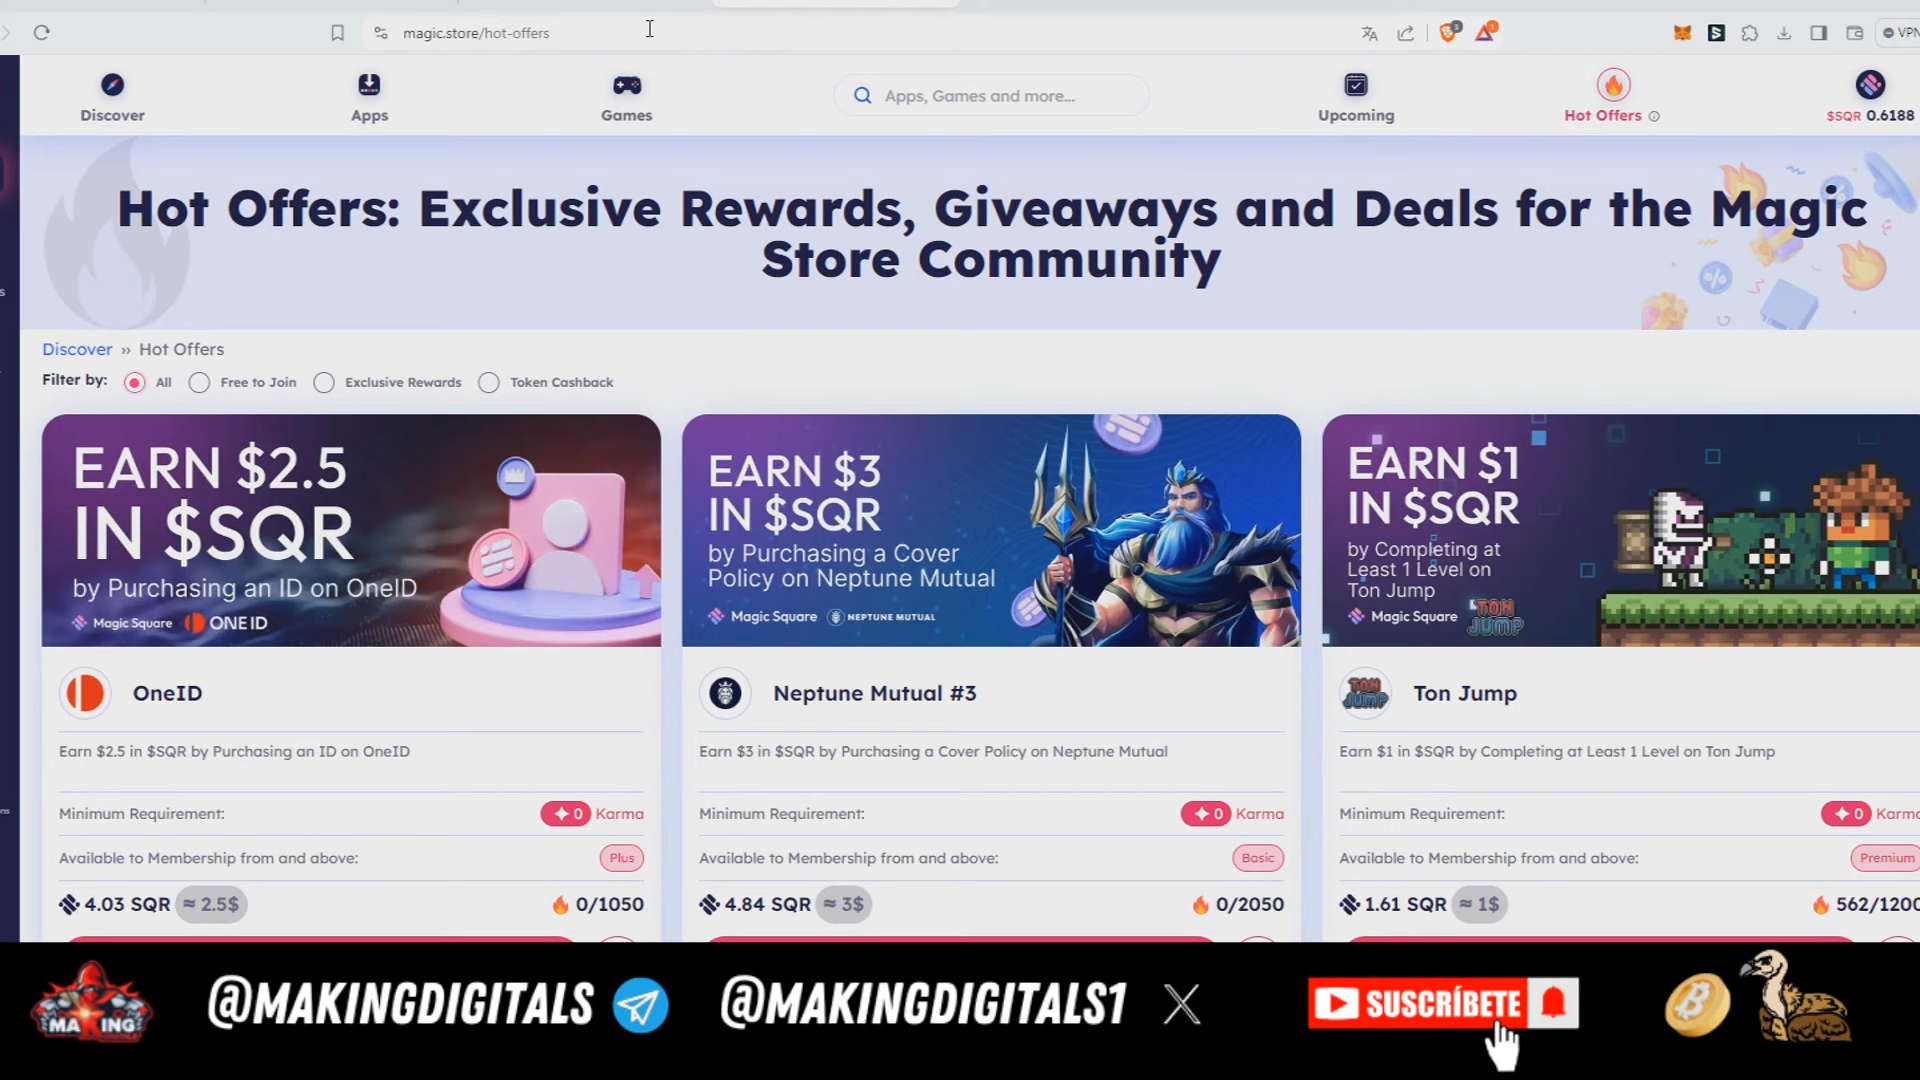 magic.store/hot-offers
3
1
VPN
Discover
Apps
Games
Apps, Games and more...
Upcoming
Hot Offers
$SQR 0.6188
Hot Offers: Exclusive Rewards, Giveaways and Deals for the Magic
Store Community
Discover » Hot Offers
Filter by: All Free to Join Exclusive Rewards Token Cashback
EARN $2.5
IN $SQR
by Purchasing an ID on OneID
Magic Square ONE ID
EARN $3
IN $SQR
by Purchasing a Cover
Policy on Neptune Mutual
Magic Square NEPTUNE MUTUAL
EARN $1
IN $SQR
by Completing at
Least 1 Level on
Ton Jump
Magic Square TON JUMP
OneID
Neptune Mutual #3
TON JUMP
Ton Jump
Earn $2.5 in $SQR by Purchasing an ID on OneID
Earn $3 in $SQR by Purchasing a Cover Policy on Neptune Mutual
Earn $1 in $SQR by Completing at Least 1 Level on Ton Jump
Minimum Requirement: 0 Karma
Minimum Requirement: 0 Karma
Minimum Requirement: 0 Karma
Available to Membership from and above: Plus
Available to Membership from and above: Basic
Available to Membership from and above: Premium
4.03 SQR ≈ 2.5$ 0/1050
4.84 SQR ≈ 3$ 0/2050
1.61 SQR ≈ 1$ 562/1200
MAKING
@MAKINGDIGITALS
@MAKINGDIGITALS1
SUSCRÍBETE